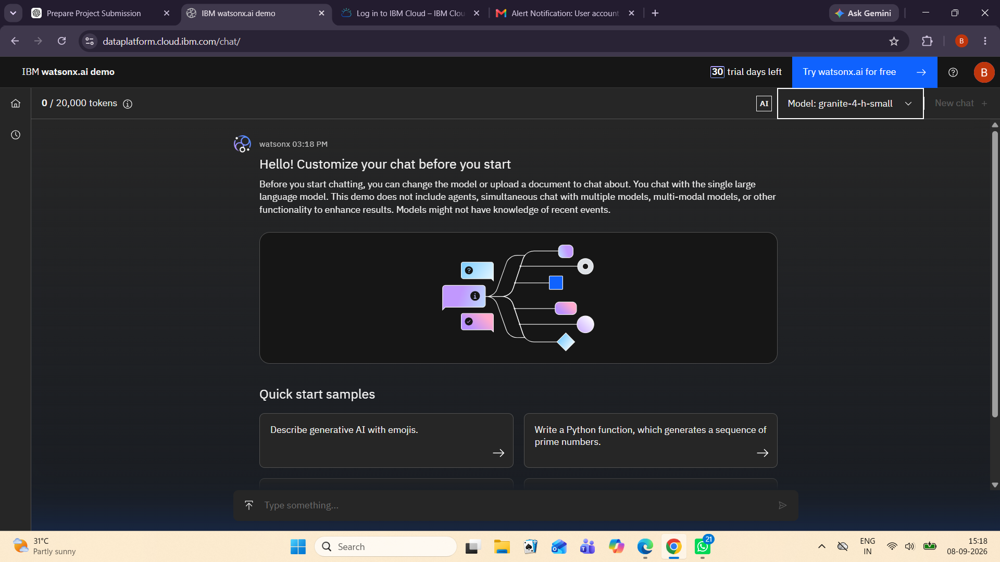 Prepare Project Submission
IBM watsonx.ai demo
Log in to IBM Cloud – IBM Clou
Alert Notification: User account
Ask Gemini
dataplatform.cloud.ibm.com/chat/
B
IBM watsonx.ai demo
30 trial days left
Try watsonx.ai for free
B
0 / 20,000 tokens
AI
Model: granite-4-h-small
New chat +
watsonx 03:18 PM
Hello! Customize your chat before you start
Before you start chatting, you can change the model or upload a document to chat about. You chat with the single large
language model. This demo does not include agents, simultaneous chat with multiple models, multi-modal models, or other
functionality to enhance results. Models might not have knowledge of recent events.
Quick start samples
Describe generative AI with emojis.
Write a Python function, which generates a sequence of
prime numbers.
Type something...
31°C
Partly sunny
Search
21
ENG
IN
15:18
08-09-2026